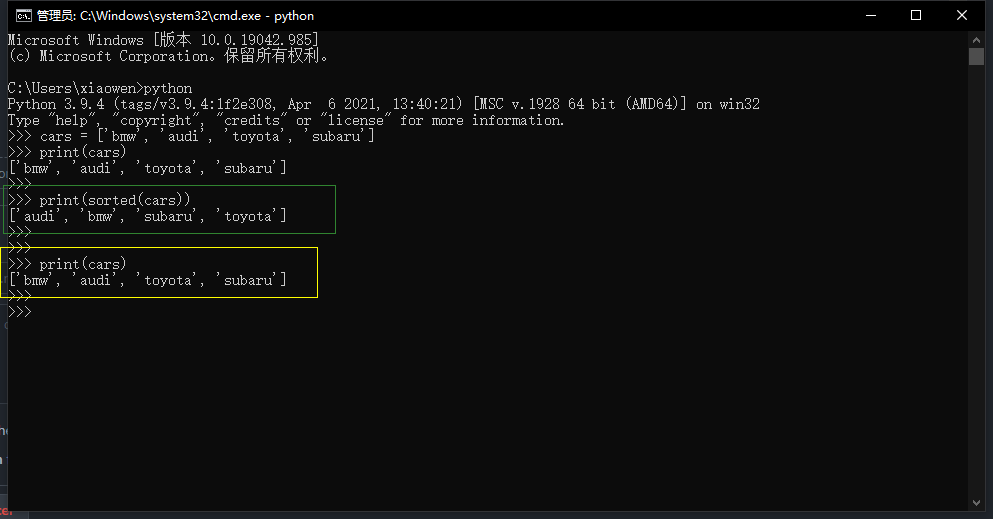 管理员: C:\Windows\system32\cmd.exe - python
Microsoft Windows [版本 10.0.19042.985]
(c) Microsoft Corporation。保留所有权利。
C:\Users\xiaowen>python
Python 3.9.4 (tags/v3.9.4:1f2e308, Apr  6 2021, 13:40:21) [MSC v.1928 64 bit (AMD64)] on win32
Type "help", "copyright", "credits" or "license" for more information.
>>> cars = ['bmw', 'audi', 'toyota', 'subaru']
>>> print(cars)
['bmw', 'audi', 'toyota', 'subaru']
>>>
>>> print(sorted(cars))
['audi', 'bmw', 'subaru', 'toyota']
>>>
>>>
>>> print(cars)
['bmw', 'audi', 'toyota', 'subaru']
>>>
>>>